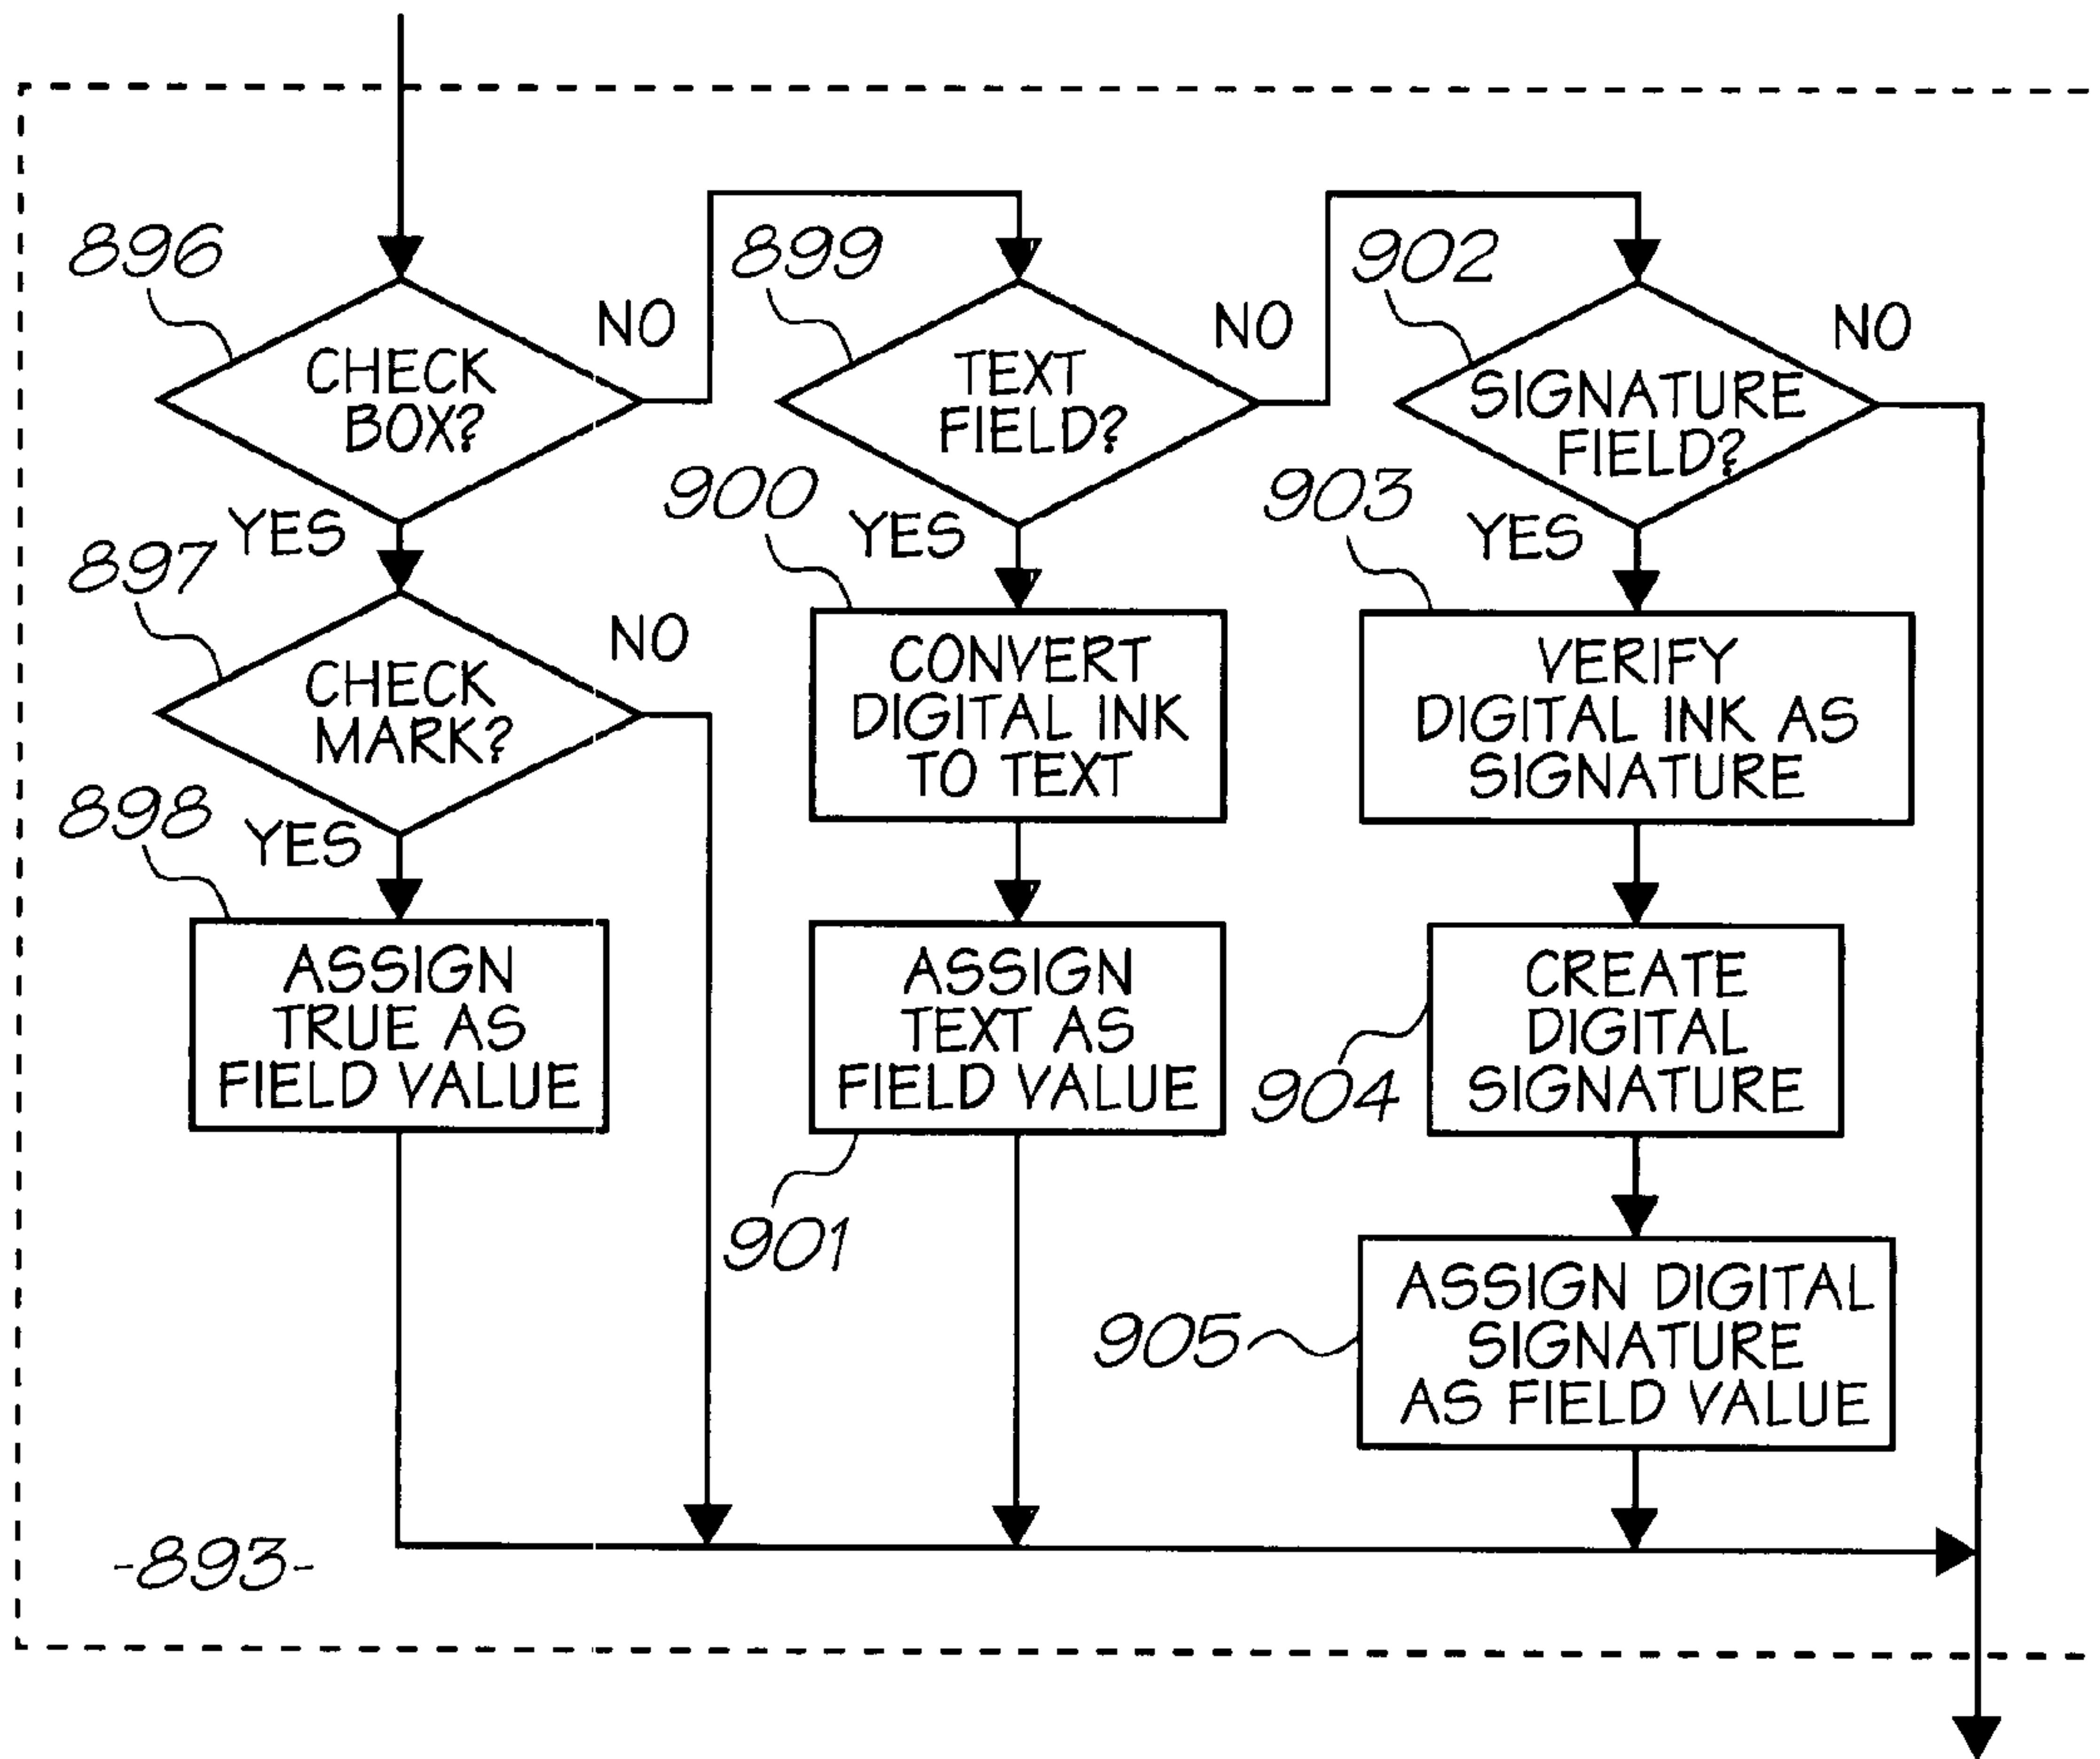 896
CHECK
BOX?
NO
YES
897
CHECK
MARK?
NO
YES
898
ASSIGN
TRUE AS
FIELD VALUE
899
TEXT
FIELD?
NO
YES
900
CONVERT
DIGITAL INK
TO TEXT
ASSIGN
TEXT AS
FIELD VALUE
901
902
SIGNATURE
FIELD?
NO
YES
903
VERIFY
DIGITAL INK AS
SIGNATURE
CREATE
DIGITAL
SIGNATURE
904
ASSIGN DIGITAL
SIGNATURE
AS FIELD VALUE
905
-893-